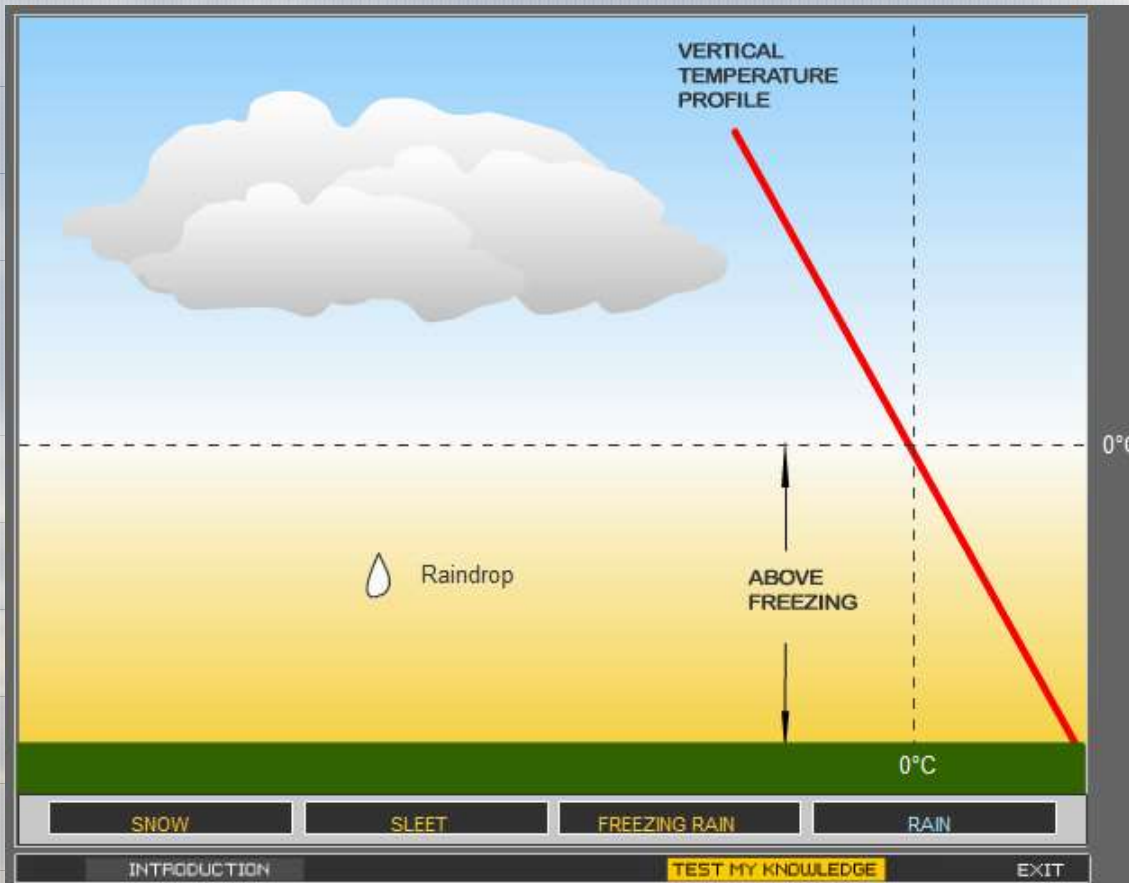 VERTICAL
TEMPERATURE
PROFILE
0°C
Raindrop
ABOVE
FREEZING
0°C
SNOW
SLEET
FREEZING RAIN
RAIN
INTRODUCTION
TEST MY KNOWLEDGE
EXIT